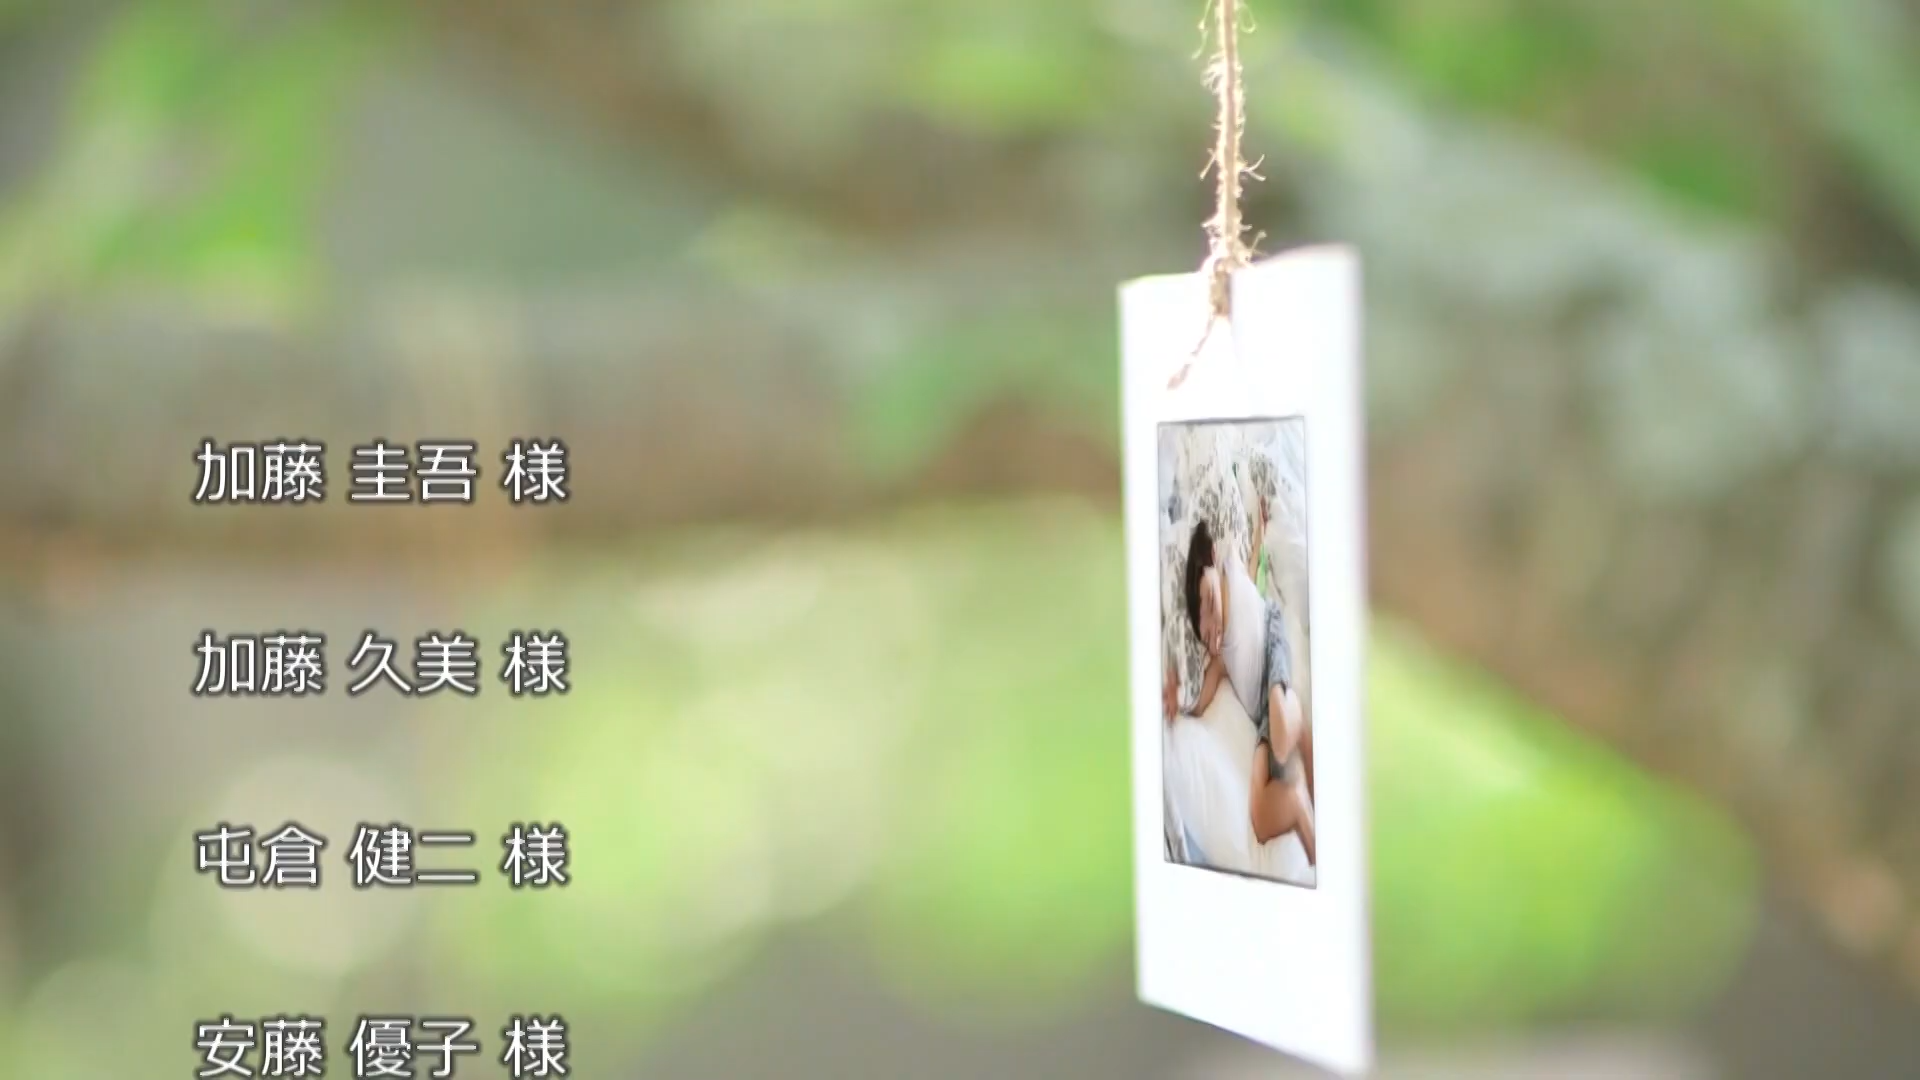 加藤 圭吾 様
加藤 久美 様
屯倉 健二 様
安藤 優子 様